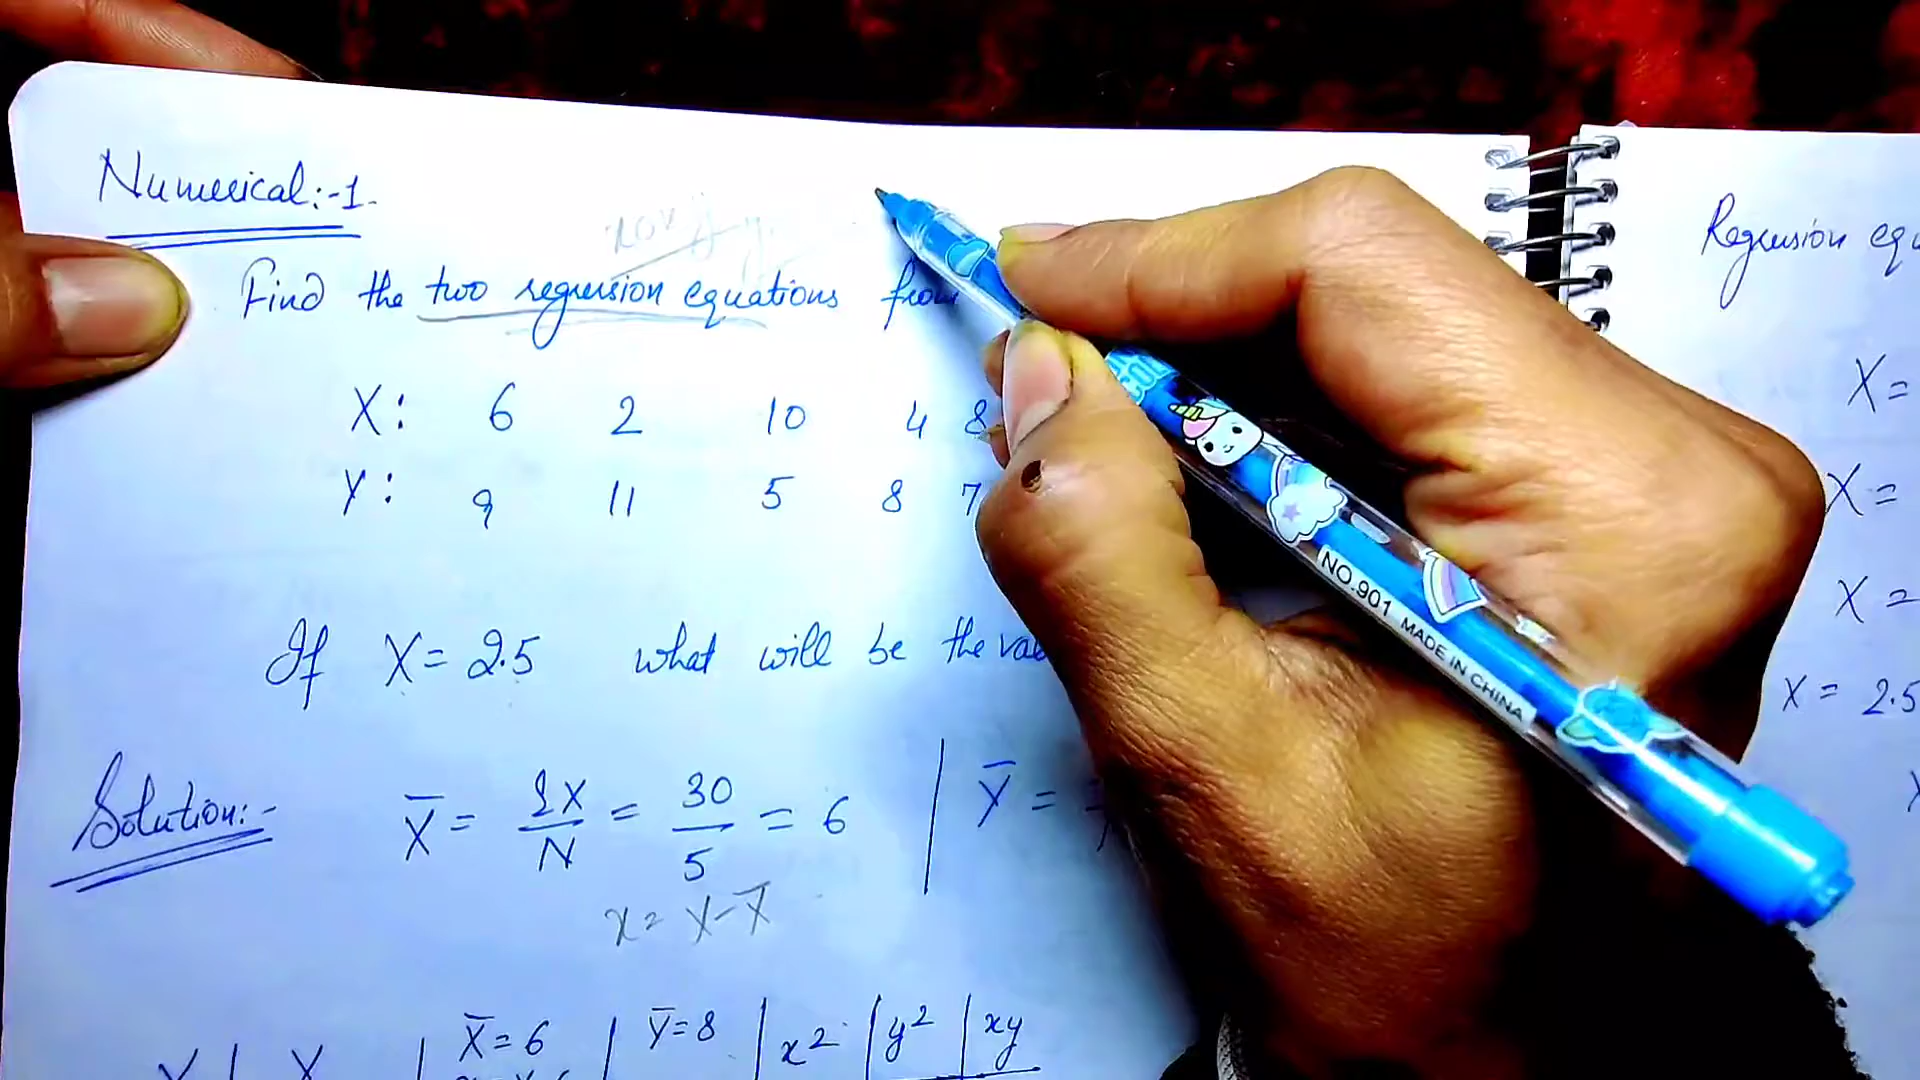 Numerical:-1.
x on y
Find the two regression equations from
X: 6 2 10 4 8
Y: 9 11 5 8 7
If X = 2.5 what will be the
Solution:- X̄ = ΣX/N = 30/5 = 6 | Ȳ =
x = X-X̄
X̄=6 | Ȳ=8 | x² | y² | xy
NO.901 MADE IN CHINA
Regression
X=
X=
X=
X = 2.5